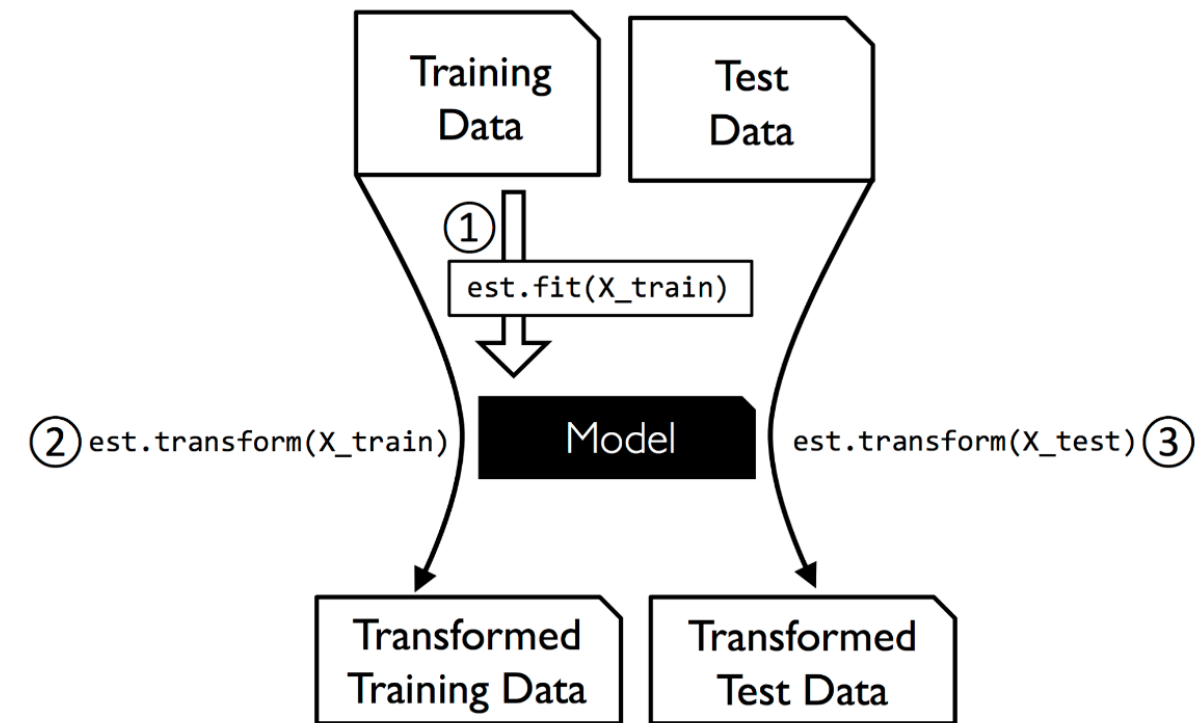 Training
Data
Test
Data
①
est.fit(X_train)
② est.transform(X_train)
Model
est.transform(X_test) ③
Transformed
Training Data
Transformed
Test Data